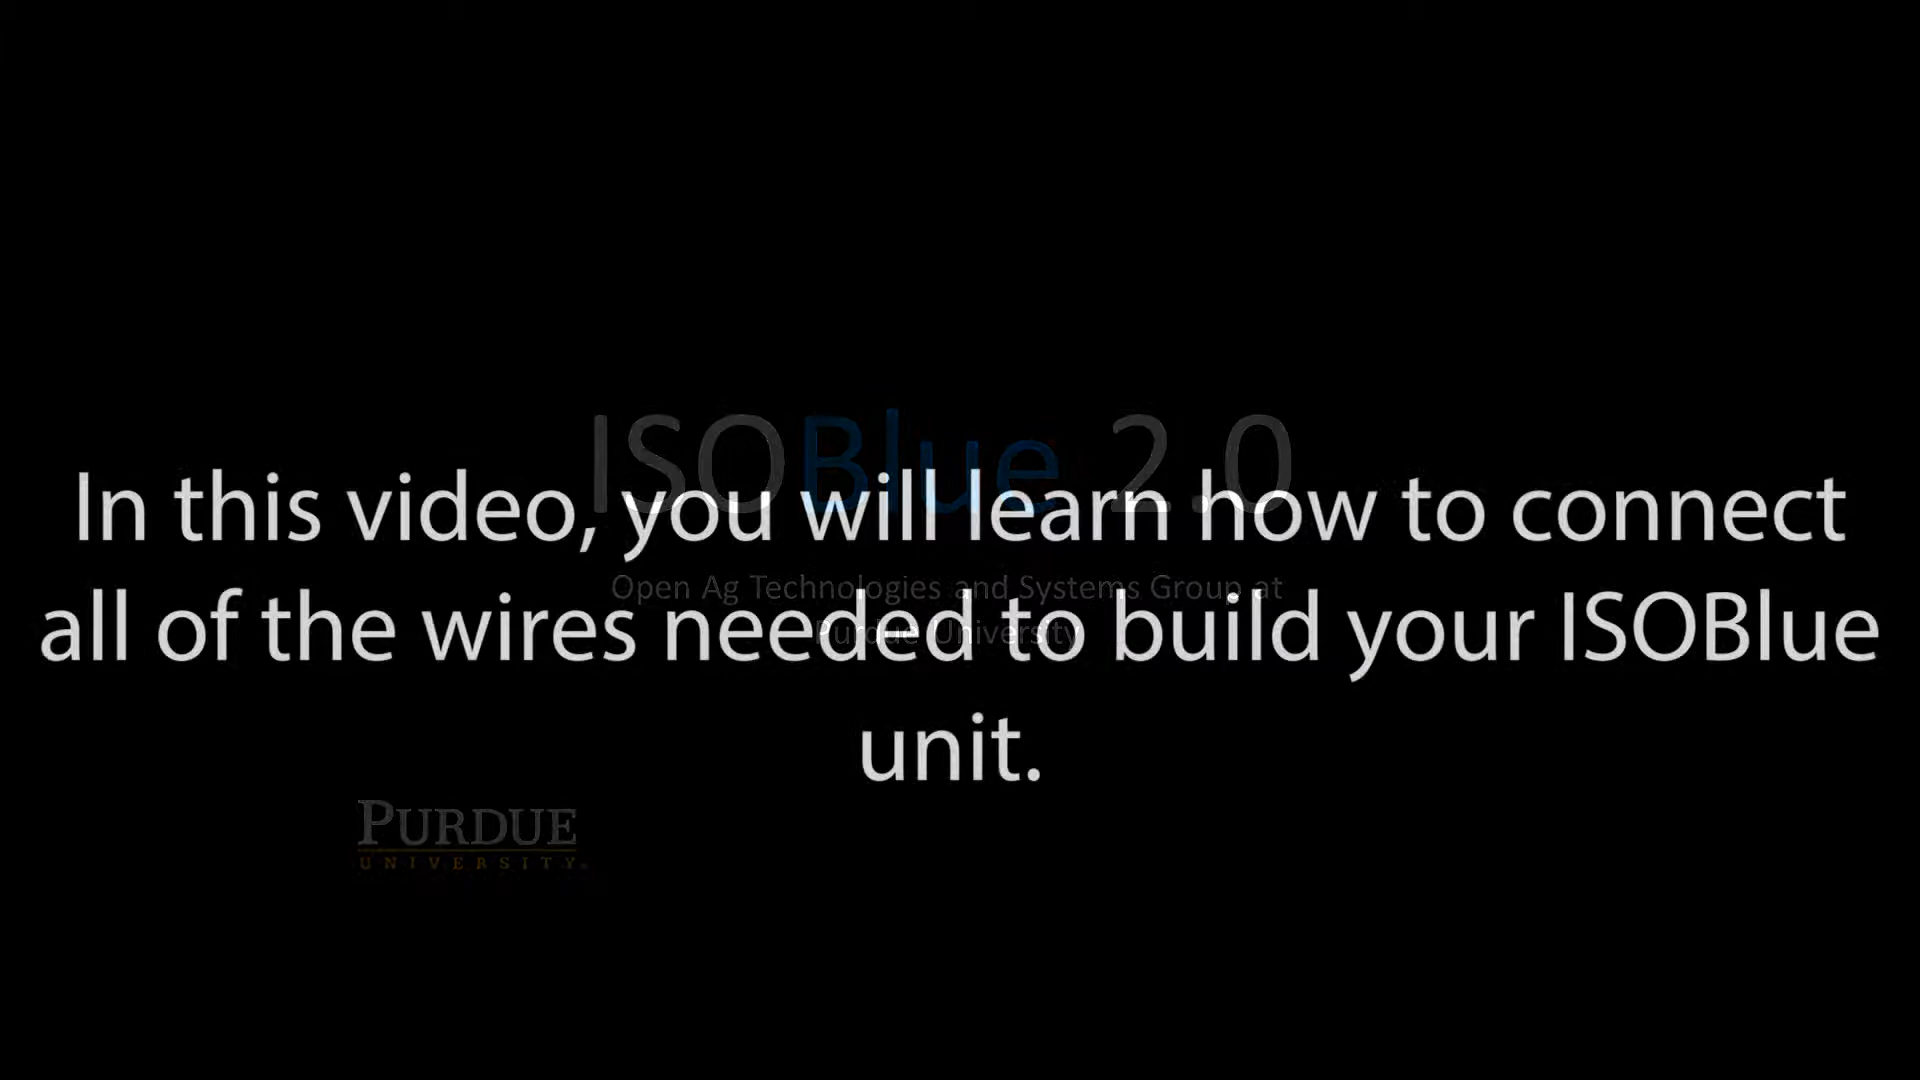 ISOBlue 2.0
In this video, you will learn how to connect
Open Ag Technologies and Systems Group at
all of the wires needed to build your ISOBlue
Purdue University
unit.
PURDUE
UNIVERSITY